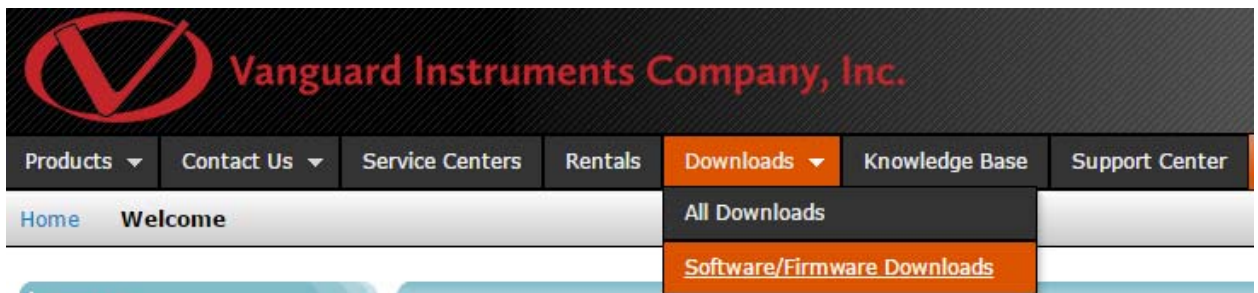 Vanguard Instruments Company, Inc.
Products Contact Us Service Centers Rentals Downloads Knowledge Base Support Center
Home Welcome
All Downloads
Software/Firmware Downloads